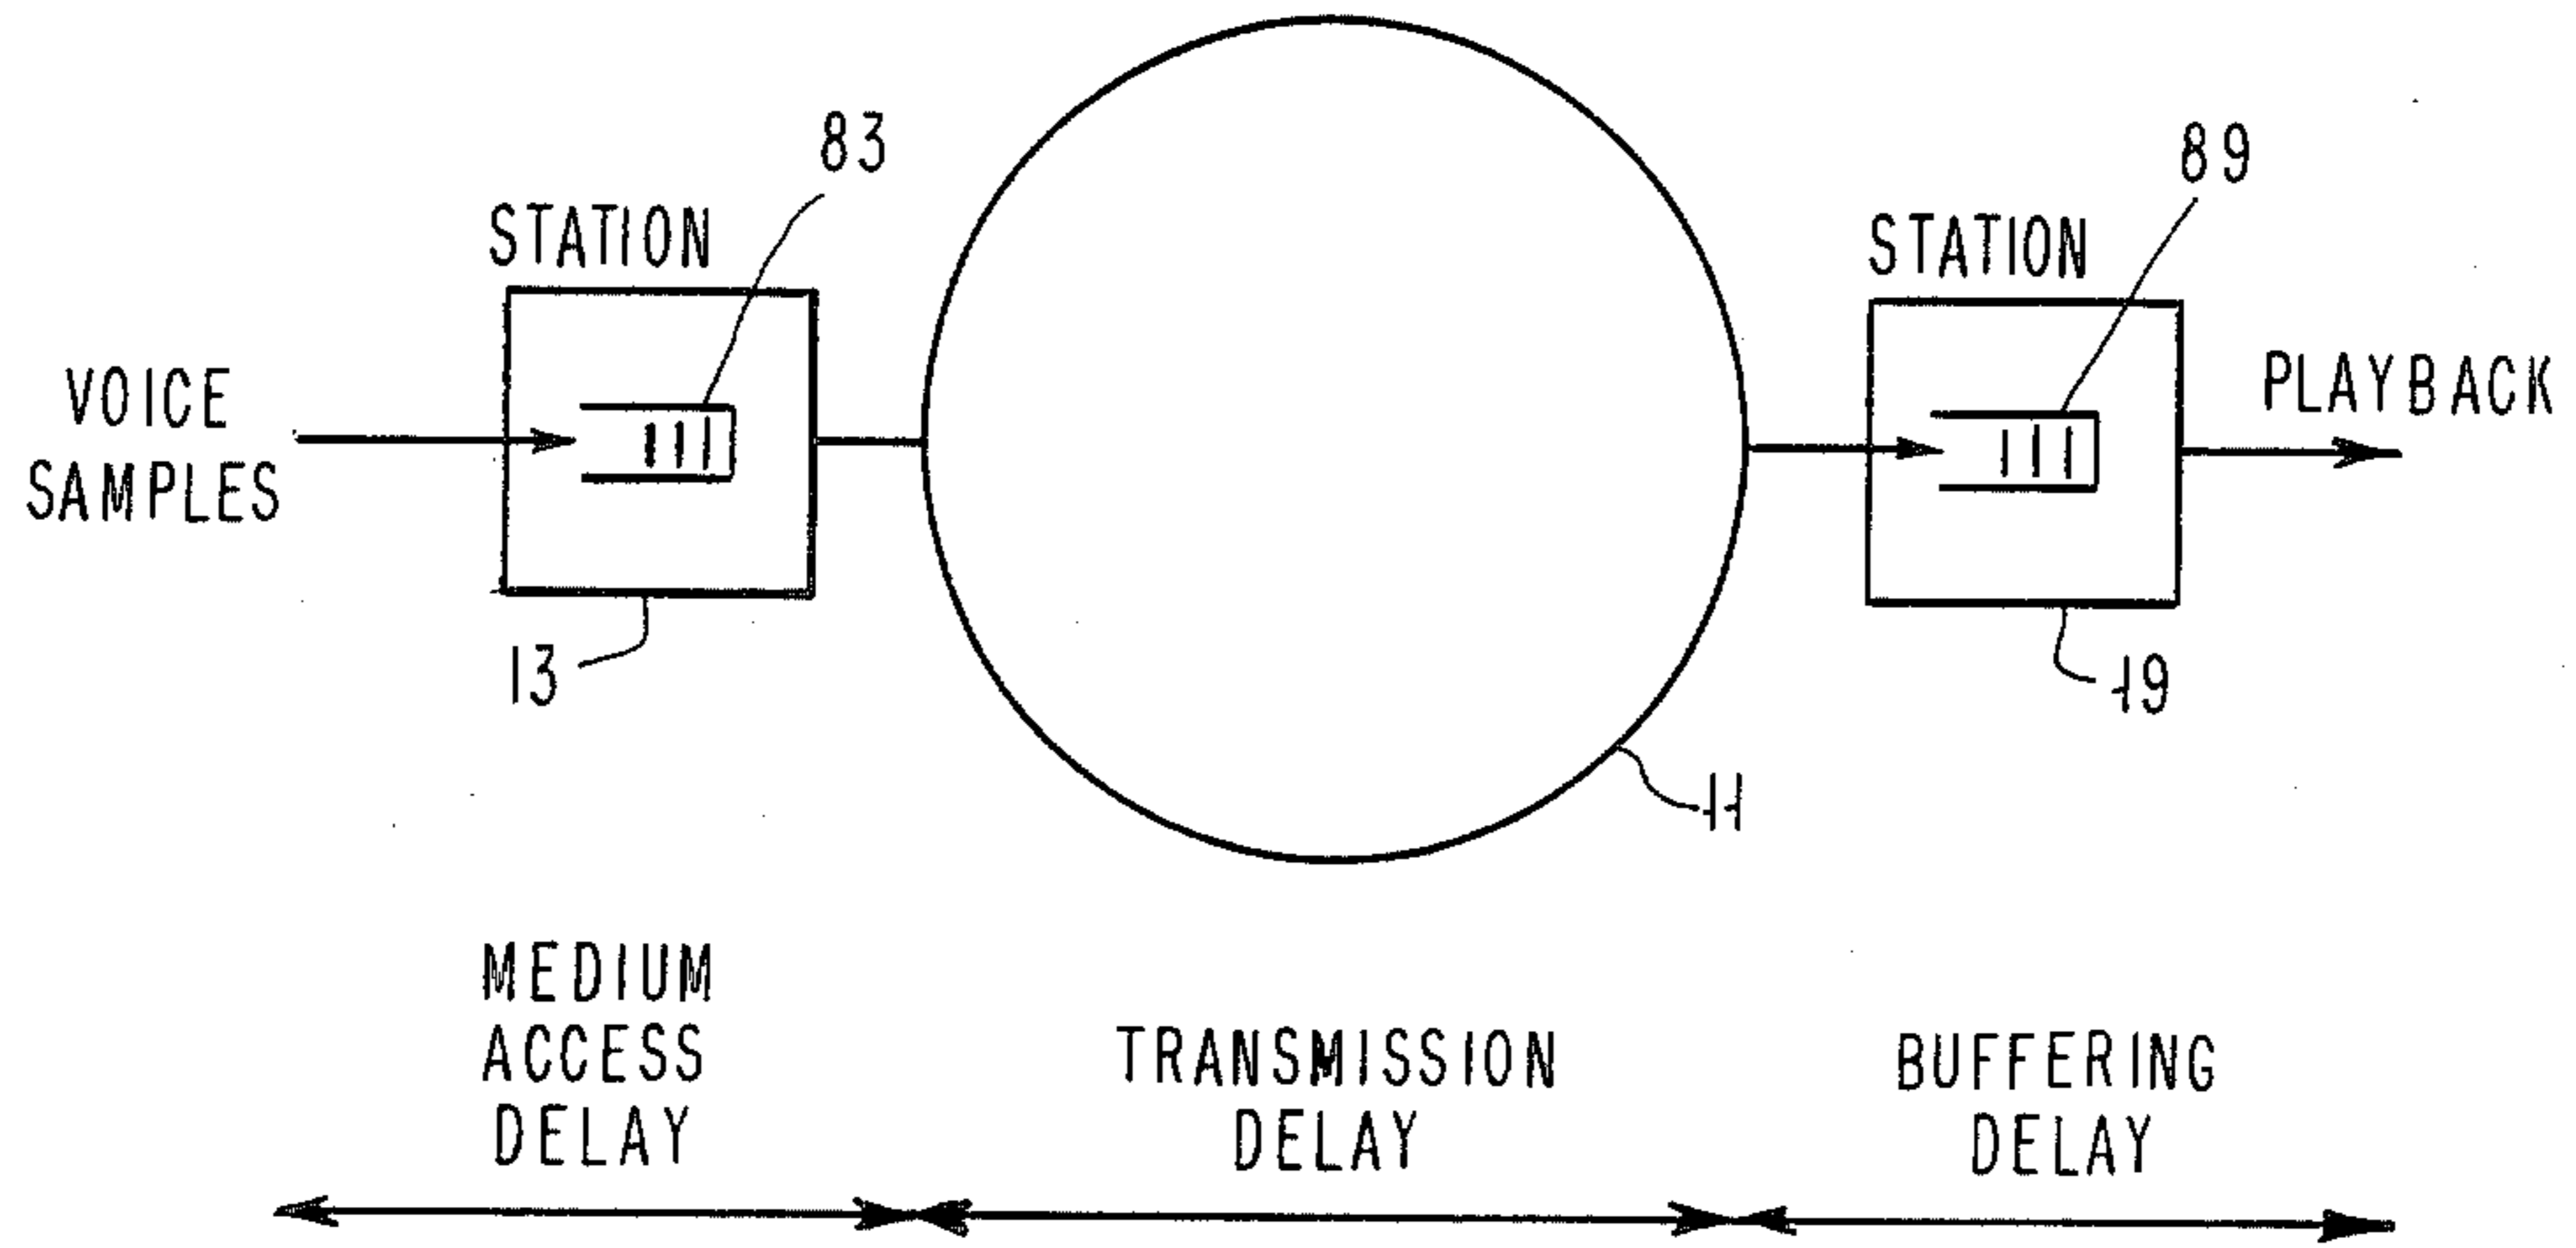 83
89
STATION
STATION
VOICE
SAMPLES
PLAYBACK
13
19
11
MEDIUM
ACCESS
DELAY
TRANSMISSION
DELAY
BUFFERING
DELAY